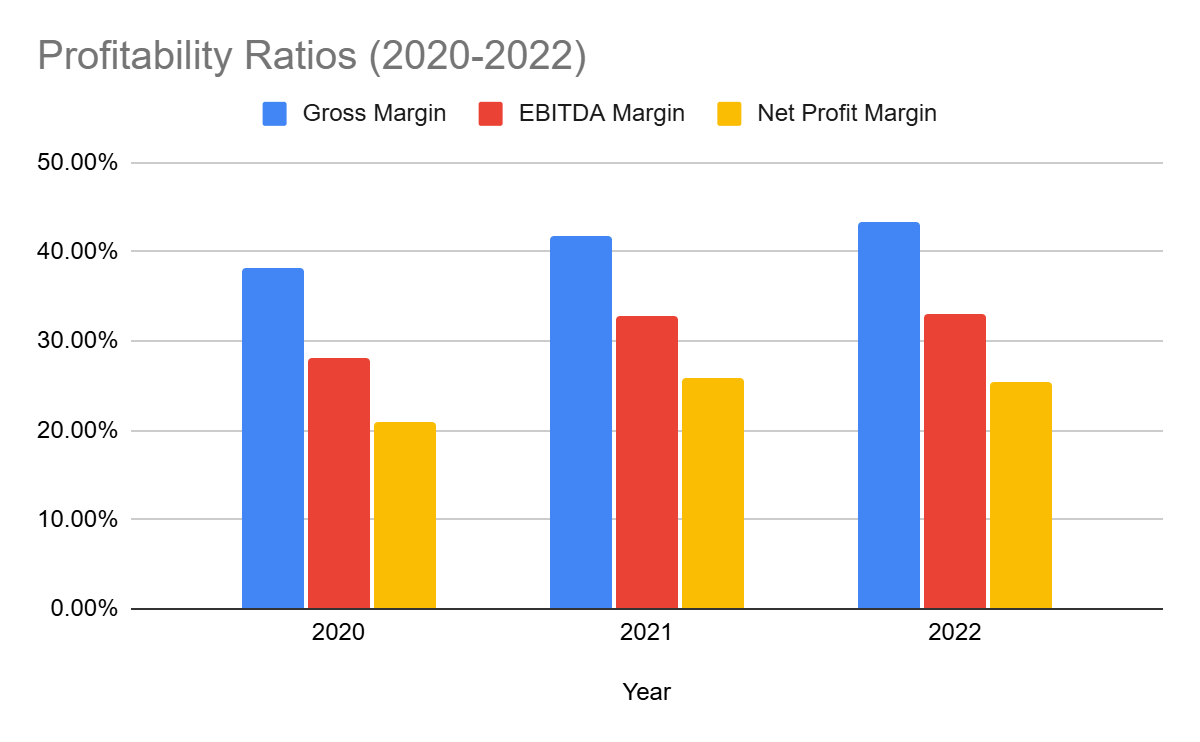 Profitability Ratios (2020-2022)
Gross Margin EBITDA Margin Net Profit Margin
50.00%
40.00%
30.00%
20.00%
10.00%
0.00%
2020 2021 2022
Year